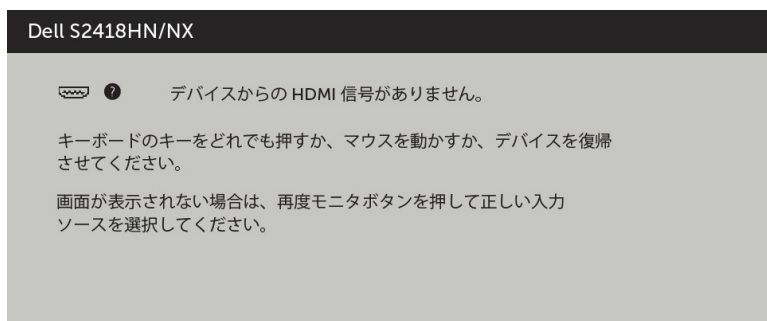 Dell S2418HN/NX
? デバイスからの HDMI 信号がありません。
キーボードのキーをどれでも押すか、マウスを動かすか、デバイスを復帰
させてください。
画面が表示されない場合は、再度モニタボタンを押して正しい入力
ソースを選択してください。